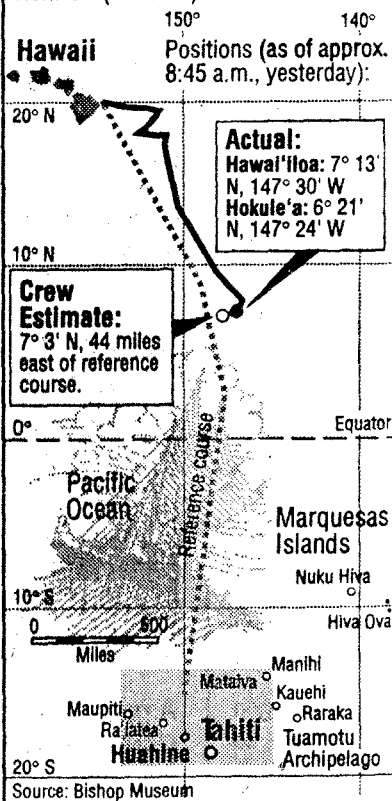 150°
140°
Hawaii
Positions (as of approx.
8:45 a.m., yesterday):
20° N
Actual:
Hawai'iloa: 7° 13'
N, 147° 30' W
Hokule'a: 6° 21'
N, 147° 24' W
10° N
Crew
Estimate:
7° 3' N, 44 miles
east of reference
course.
Reference course
0°
Equator
Pacific
Ocean
Marquesas
Islands
Nuku Hiva
10° S
Hiva Ova
0 500
Miles
Manihi
Mataiva
Kauehi
Maupiti
Raraka
Ra'iatea
Tahiti
Huahine
Tuamotu
Archipelago
20° S
Source: Bishop Museum